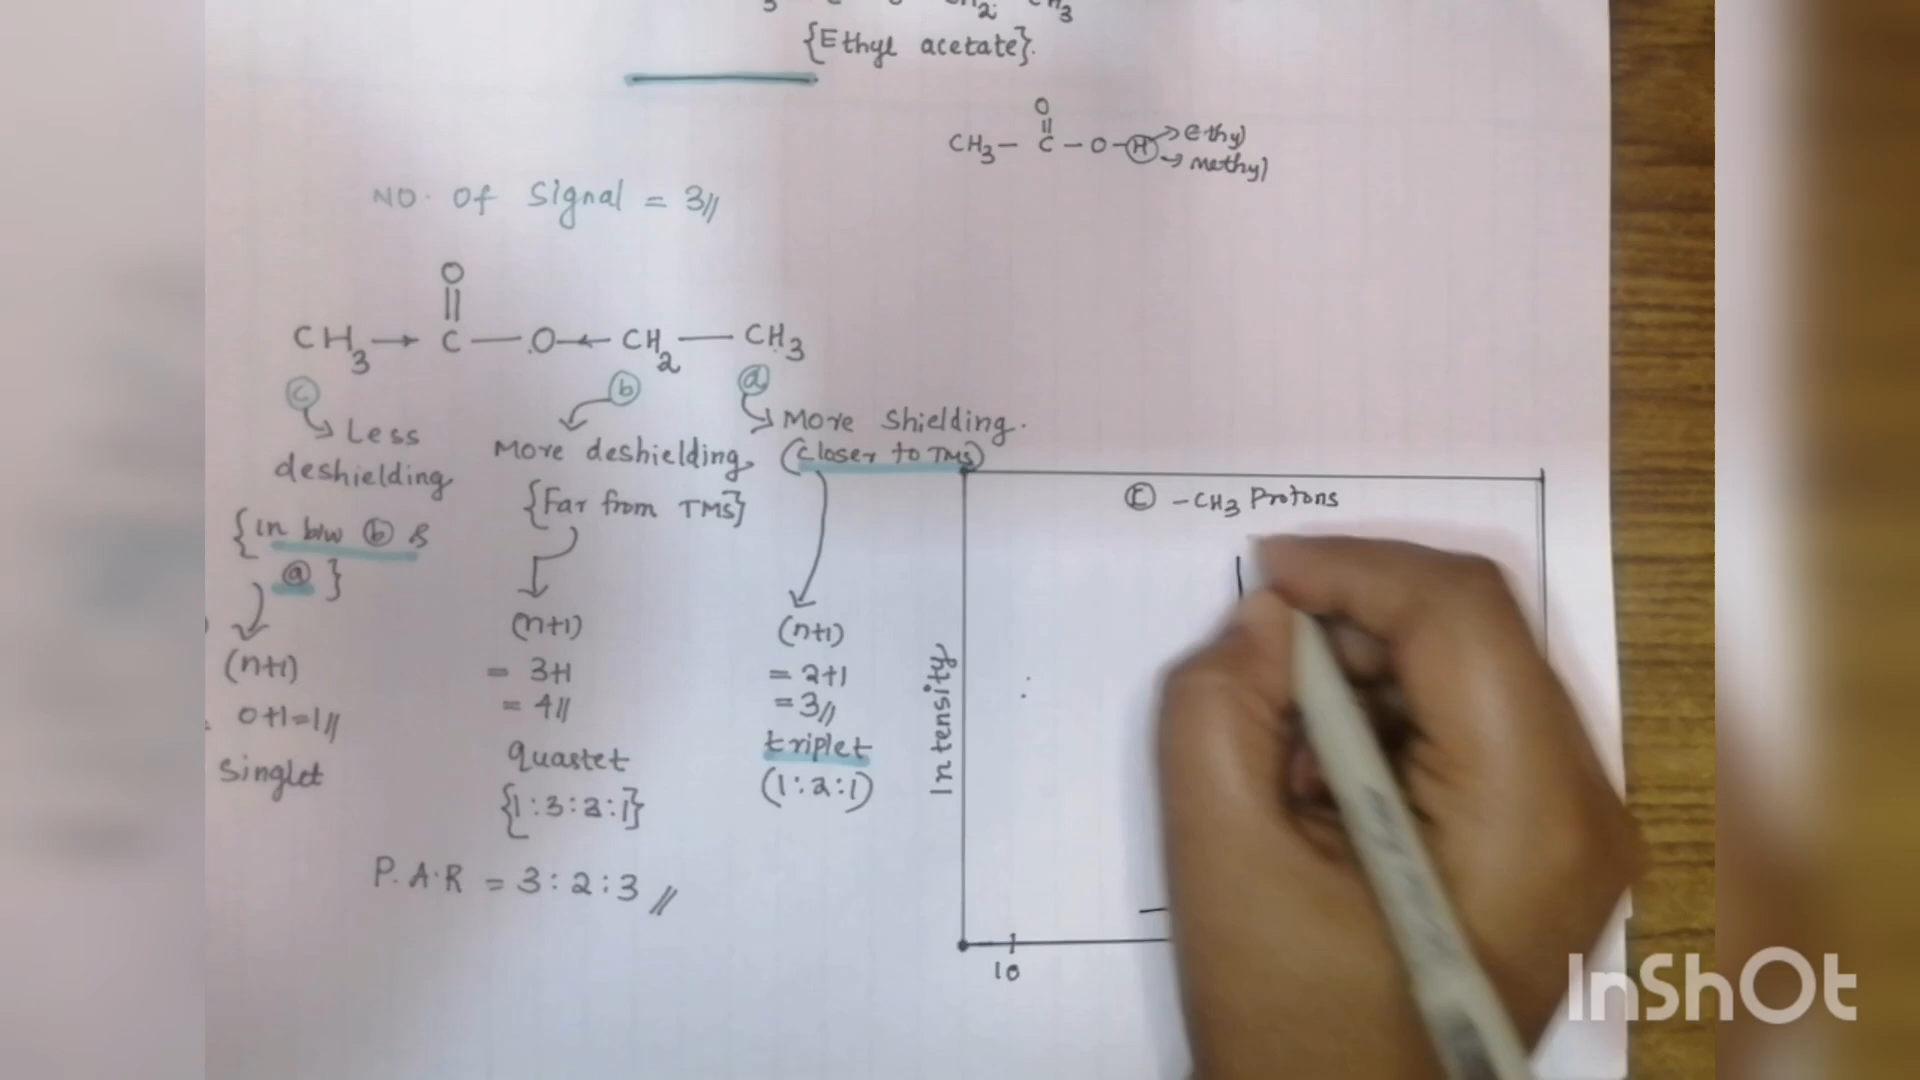 {Ethyl acetate}.
O
CH3 – C – O – H → Ethyl
→ methyl
NO. Of Signal = 3//
O
CH3 → C — O ← CH2 — CH3
c b a
Less deshielding
{in b/w b &
a }
(n+1)
0+1=1//
Singlet
More deshielding
{Far from TMS}
(n+1)
= 3+1
= 4//
quastet
{1:3:3:1}
More Shielding.
(closer to TMS)
(n+1)
= 2+1
=3//
triplet
(1:2:1)
P.A.R = 3:2:3 //
Intensity
C -CH3 Protons
10
InShOt